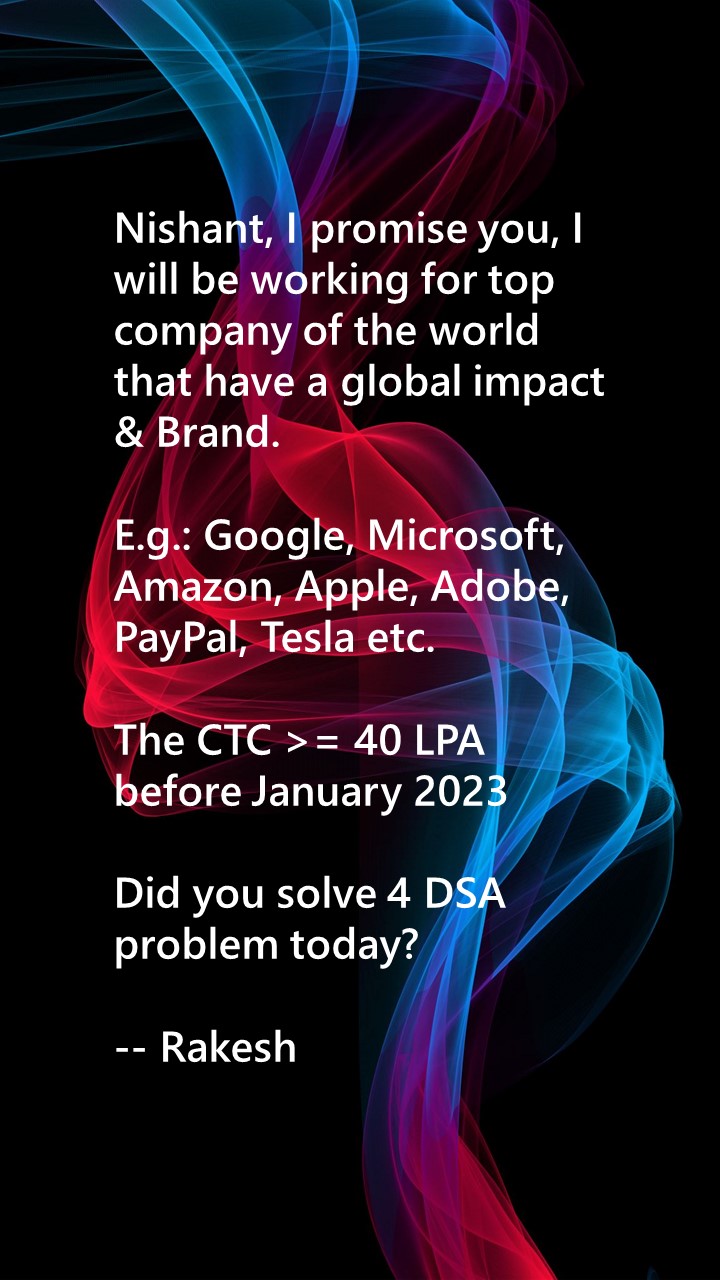 Nishant, I promise you, I
will be working for top
company of the world
that have a global impact
& Brand.
E.g.: Google, Microsoft,
Amazon, Apple, Adobe,
PayPal, Tesla etc.
The CTC >= 40 LPA
before January 2023
Did you solve 4 DSA
problem today?
-- Rakesh